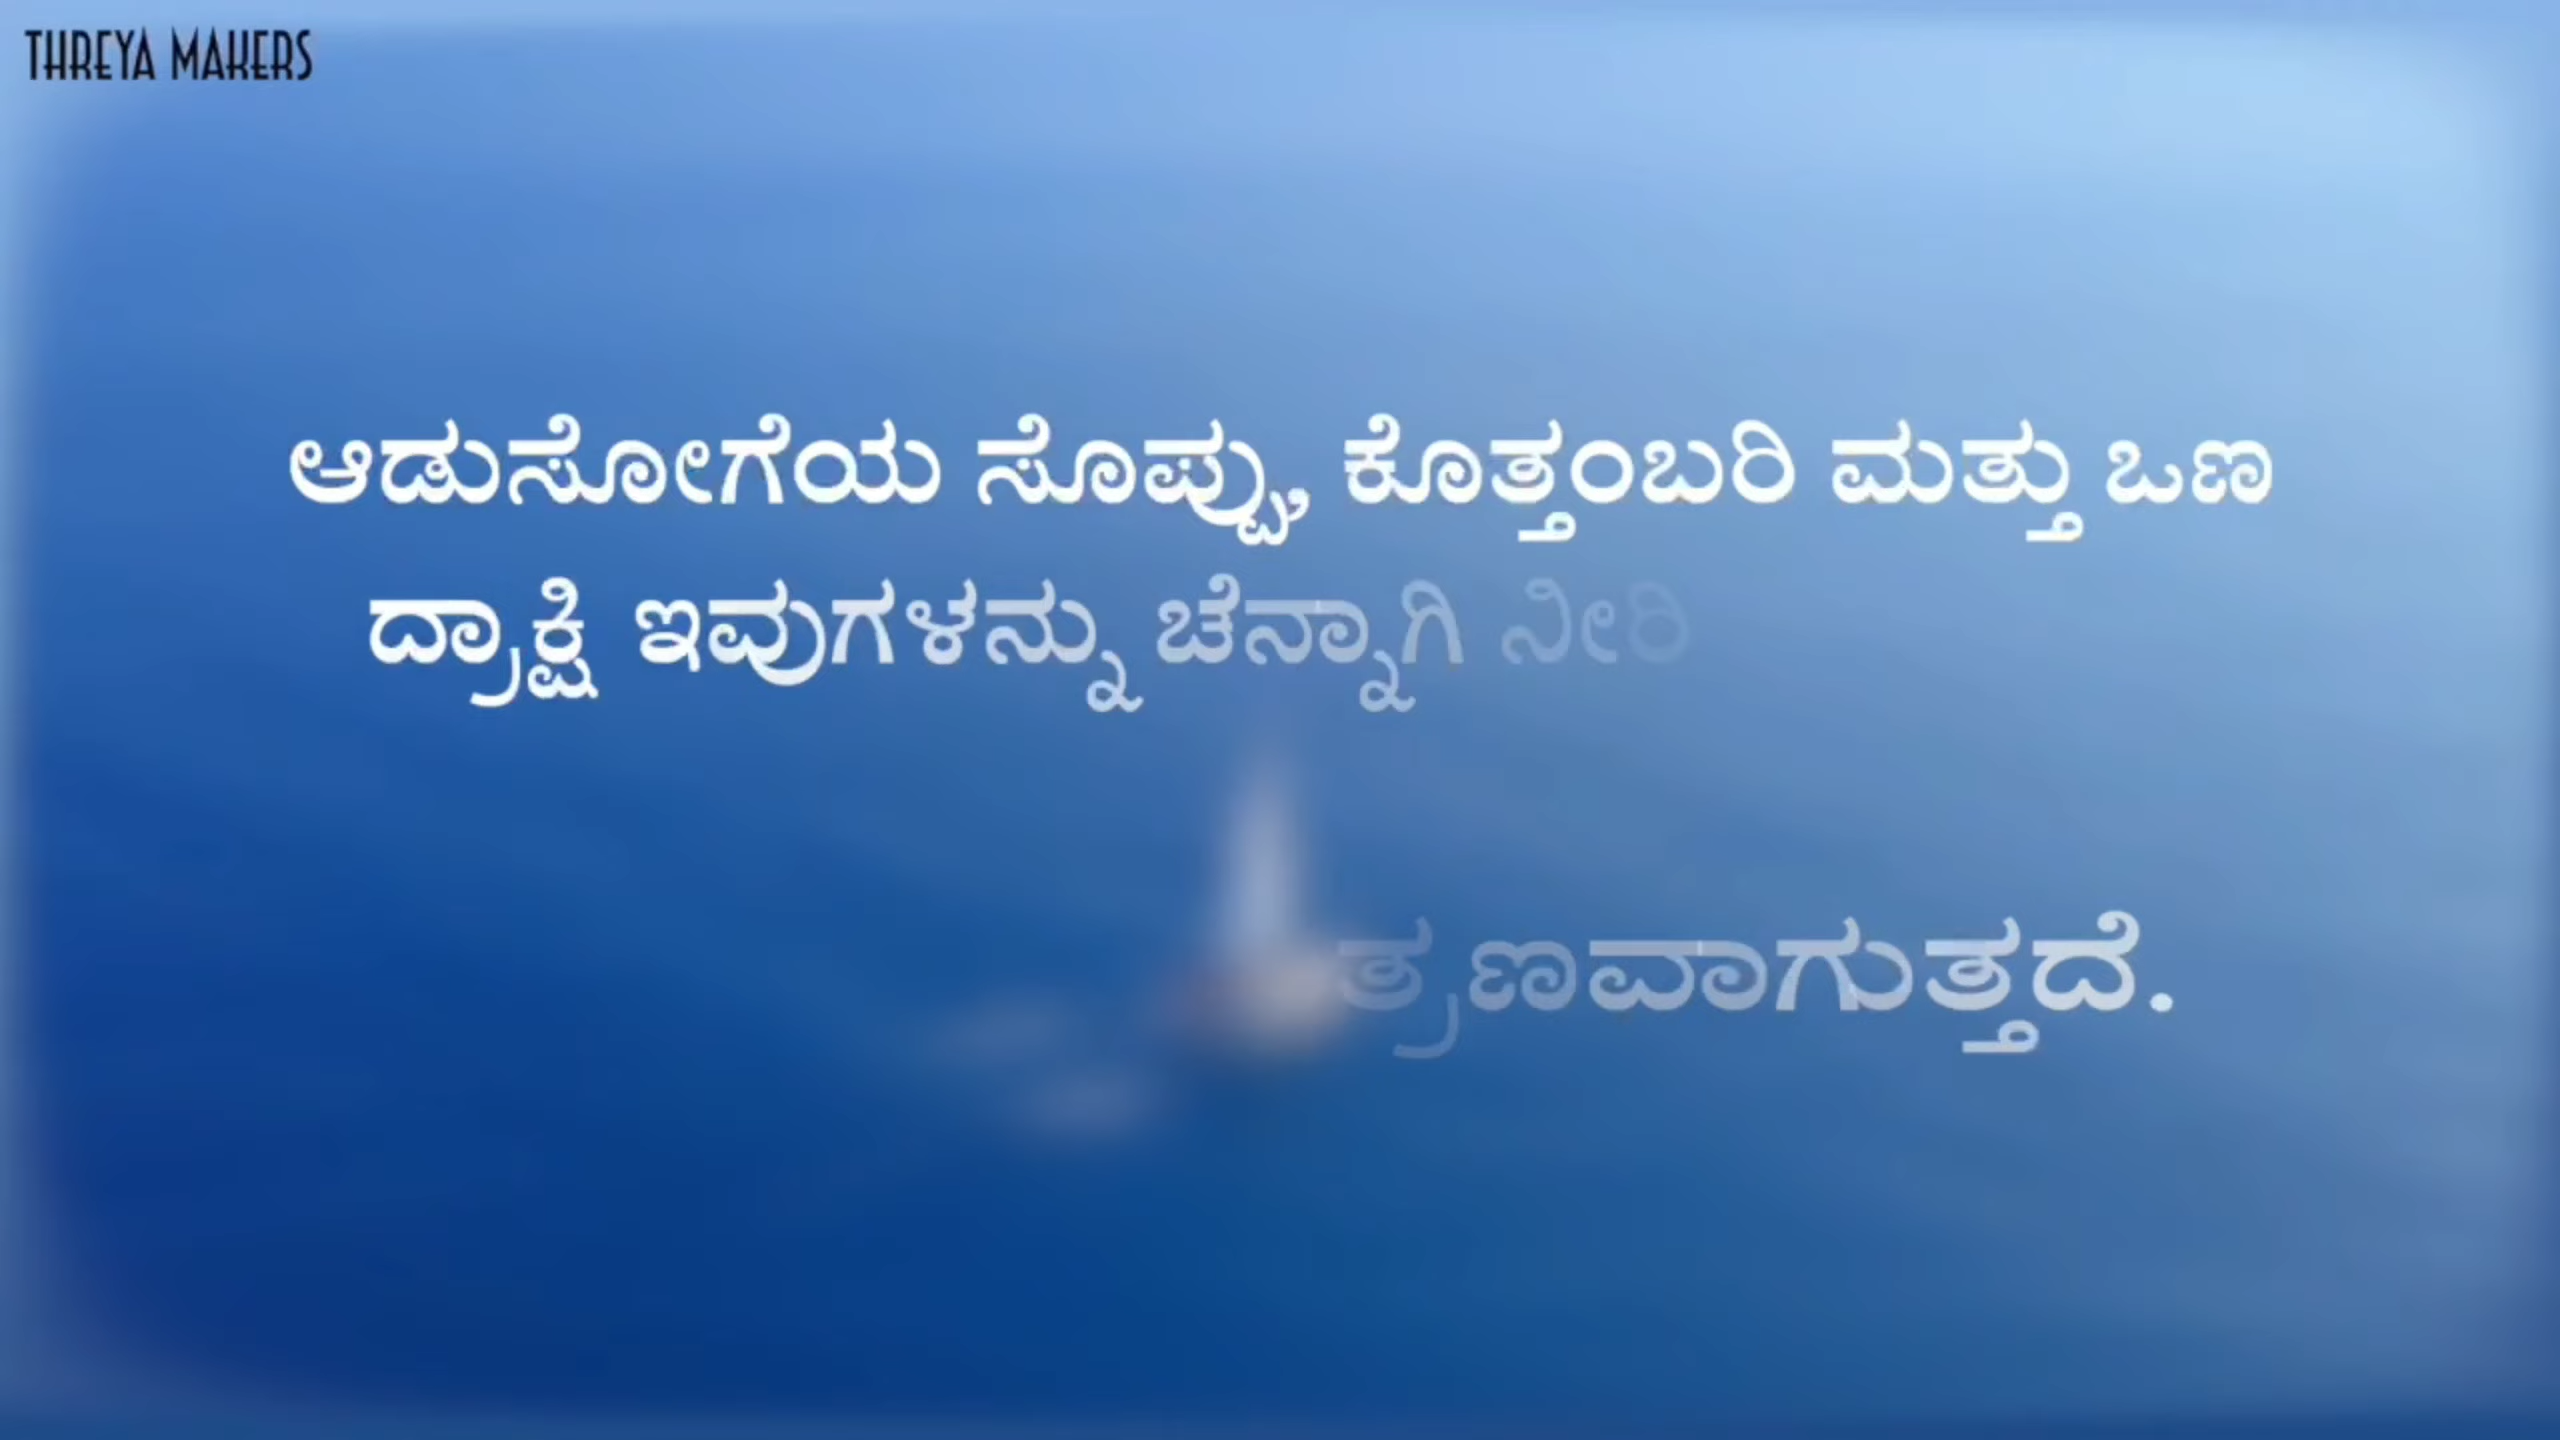 THREYA MAKERS
ಆಡುಸೋಗೆಯ ಸೊಪ್ಪು, ಕೊತ್ತಂಬರಿ ಮತ್ತು ಒಣ
ದ್ರಾಕ್ಷಿ ಇವುಗಳನ್ನು ಚೆನ್ನಾಗಿ ನೀರಿ
ತ್ರಣವಾಗುತ್ತದೆ.